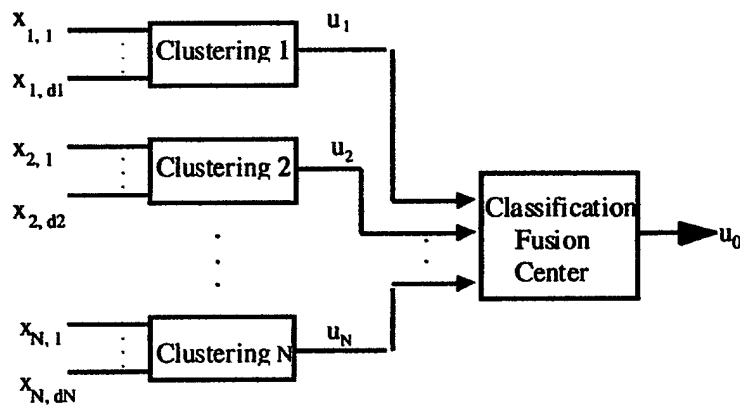 x1, 1
Clustering 1
u1
x1, d1
x2, 1
Clustering 2
u2
x2, d2
Classification
Fusion
Center
u0
xN, 1
Clustering N
uN
xN, dN